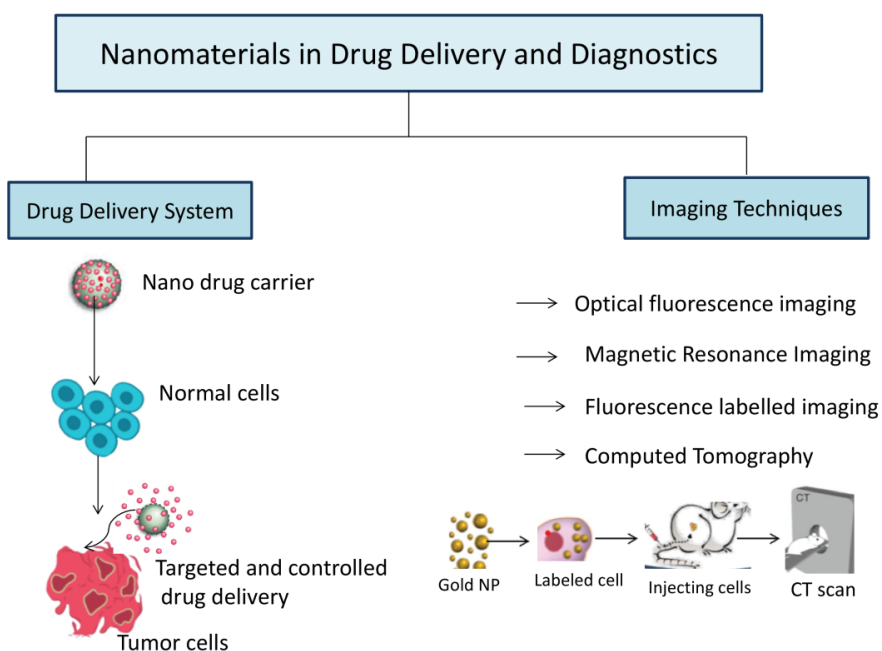 Nanomaterials in Drug Delivery and Diagnostics
Drug Delivery System
Nano drug carrier
Normal cells
Targeted and controlled
drug delivery
Tumor cells
Imaging Techniques
Optical fluorescence imaging
Magnetic Resonance Imaging
Fluorescence labelled imaging
Computed Tomography
Gold NP
Labeled cell
Injecting cells
CT
CT scan